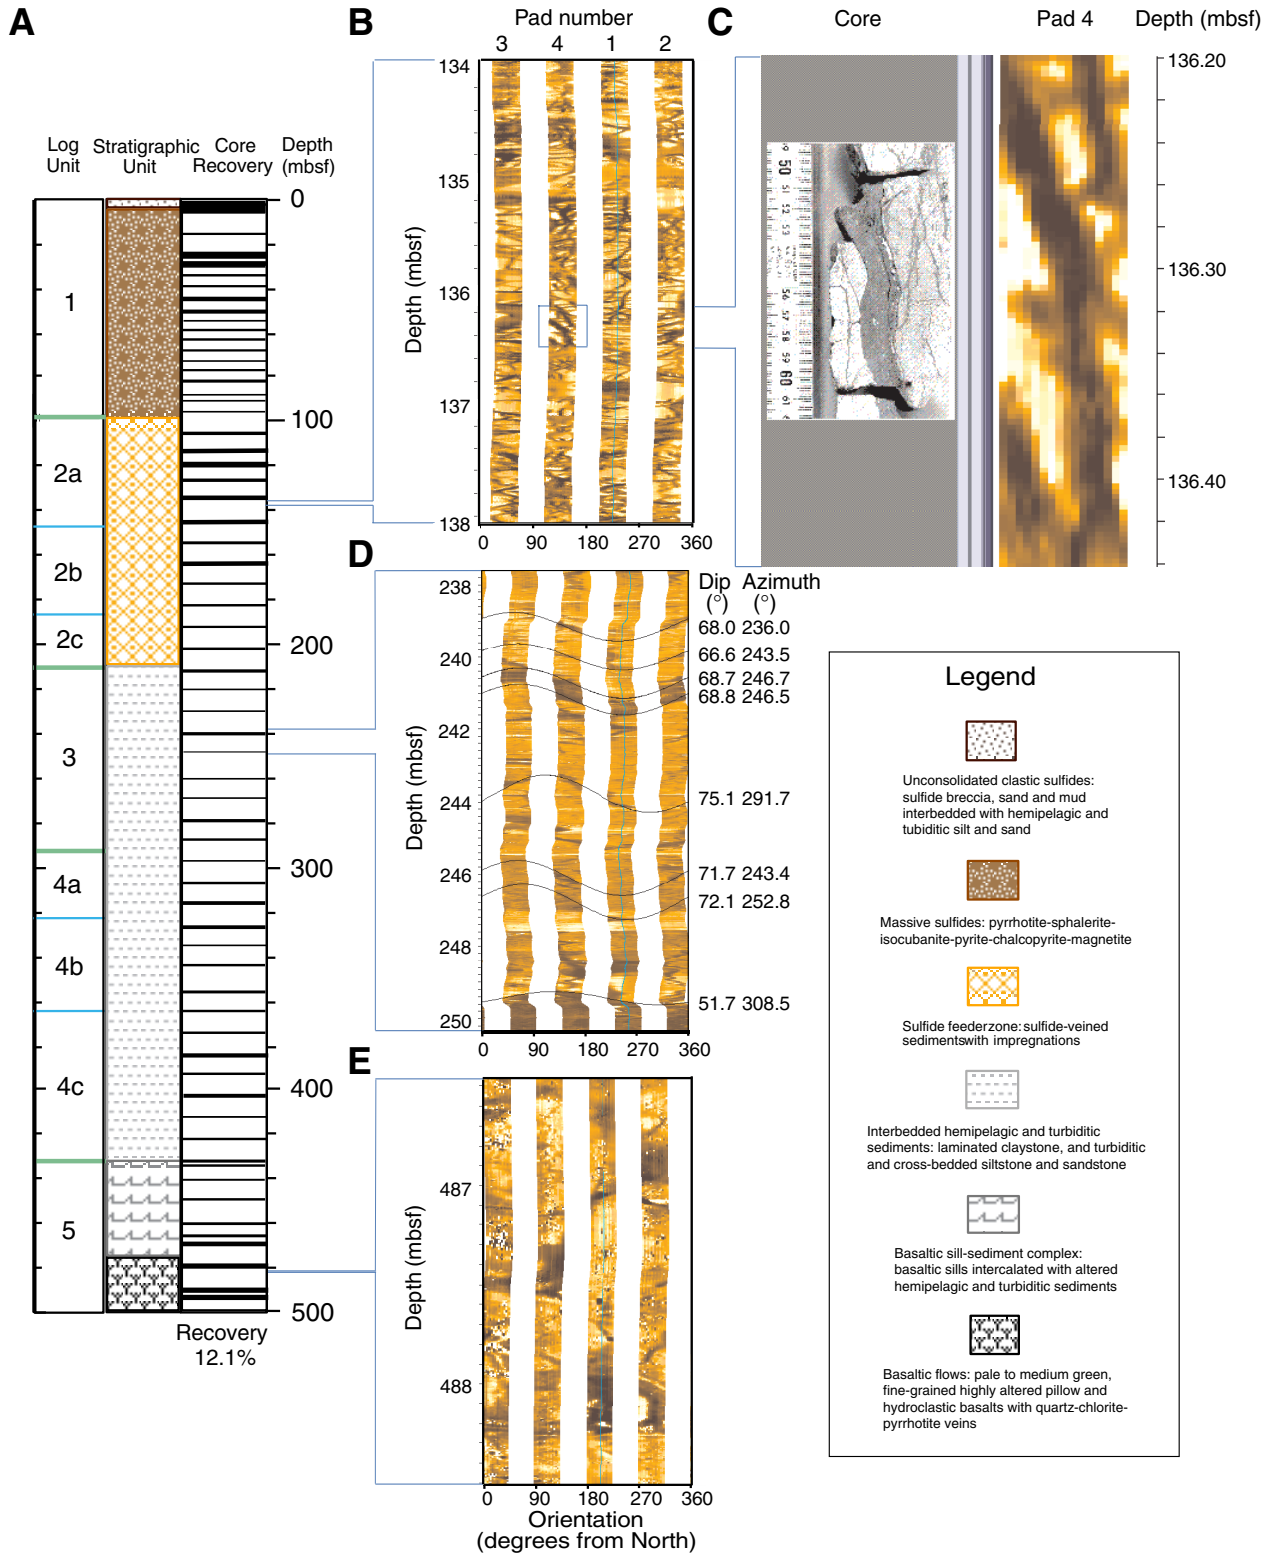 A
Log
Unit
Stratigraphic
Unit
Core
Recovery
Depth
(mbsf)
0
100
200
300
400
500
1
2a
2b
2c
3
4a
4b
4c
5
Recovery
12.1%
B
Pad number
3 4 1 2
Depth (mbsf)
134
135
136
137
138
0 90 180 270 360
C
Core
Pad 4
Depth (mbsf)
50
51
52
53
56
57
58
59
60
61
136.20
136.30
136.40
D
Depth (mbsf)
238
240
242
244
246
248
250
0 90 180 270 360
Dip Azimuth
(°) (°)
68.0 236.0
66.6 243.5
68.7 246.7
68.8 246.5
75.1 291.7
71.7 243.4
72.1 252.8
51.7 308.5
E
Depth (mbsf)
487
488
0 90 180 270 360
Orientation
(degrees from North)
Legend
Unconsolidated clastic sulfides:
sulfide breccia, sand and mud
interbedded with hemipelagic and
tubiditic silt and sand
Massive sulfides: pyrrhotite-sphalerite-
isocubanite-pyrite-chalcopyrite-magnetite
Sulfide feederzone: sulfide-veined
sedimentswith impregnations
Interbedded hemipelagic and turbiditic
sediments: laminated claystone, and turbiditic
and cross-bedded siltstone and sandstone
Basaltic sill-sediment complex:
basaltic sills intercalated with altered
hemipelagic and turbiditic sediments
Basaltic flows: pale to medium green,
fine-grained highly altered pillow and
hydroclastic basalts with quartz-chlorite-
pyrrhotite veins